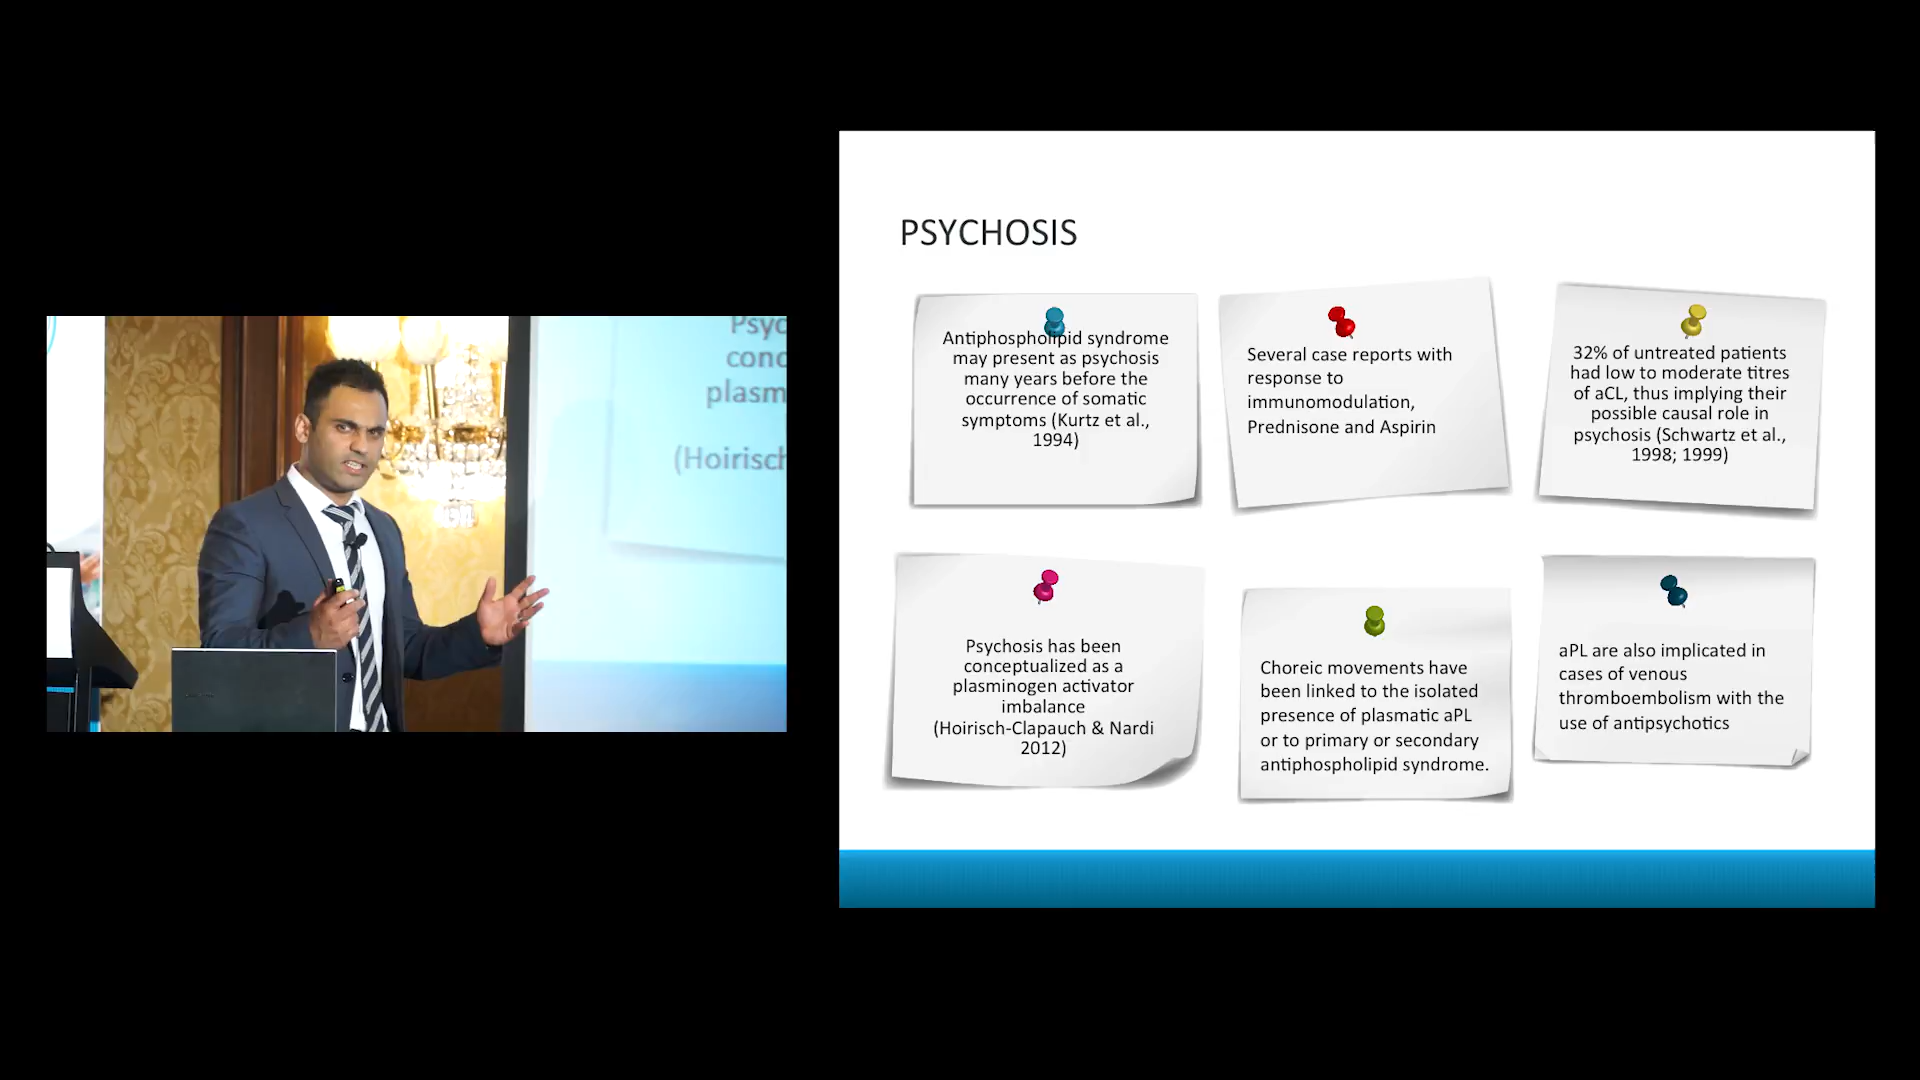 Psyc
conc
plasm
(Hoirisch
PSYCHOSIS
Antiphospholipid syndrome
may present as psychosis
many years before the
occurrence of somatic
symptoms (Kurtz et al.,
1994)
Several case reports with
response to
immunomodulation,
Prednisone and Aspirin
32% of untreated patients
had low to moderate titres
of aCL, thus implying their
possible causal role in
psychosis (Schwartz et al.,
1998; 1999)
Psychosis has been
conceptualized as a
plasminogen activator
imbalance
(Hoirisch-Clapauch & Nardi
2012)
Choreic movements have
been linked to the isolated
presence of plasmatic aPL
or to primary or secondary
antiphospholipid syndrome.
aPL are also implicated in
cases of venous
thromboembolism with the
use of antipsychotics